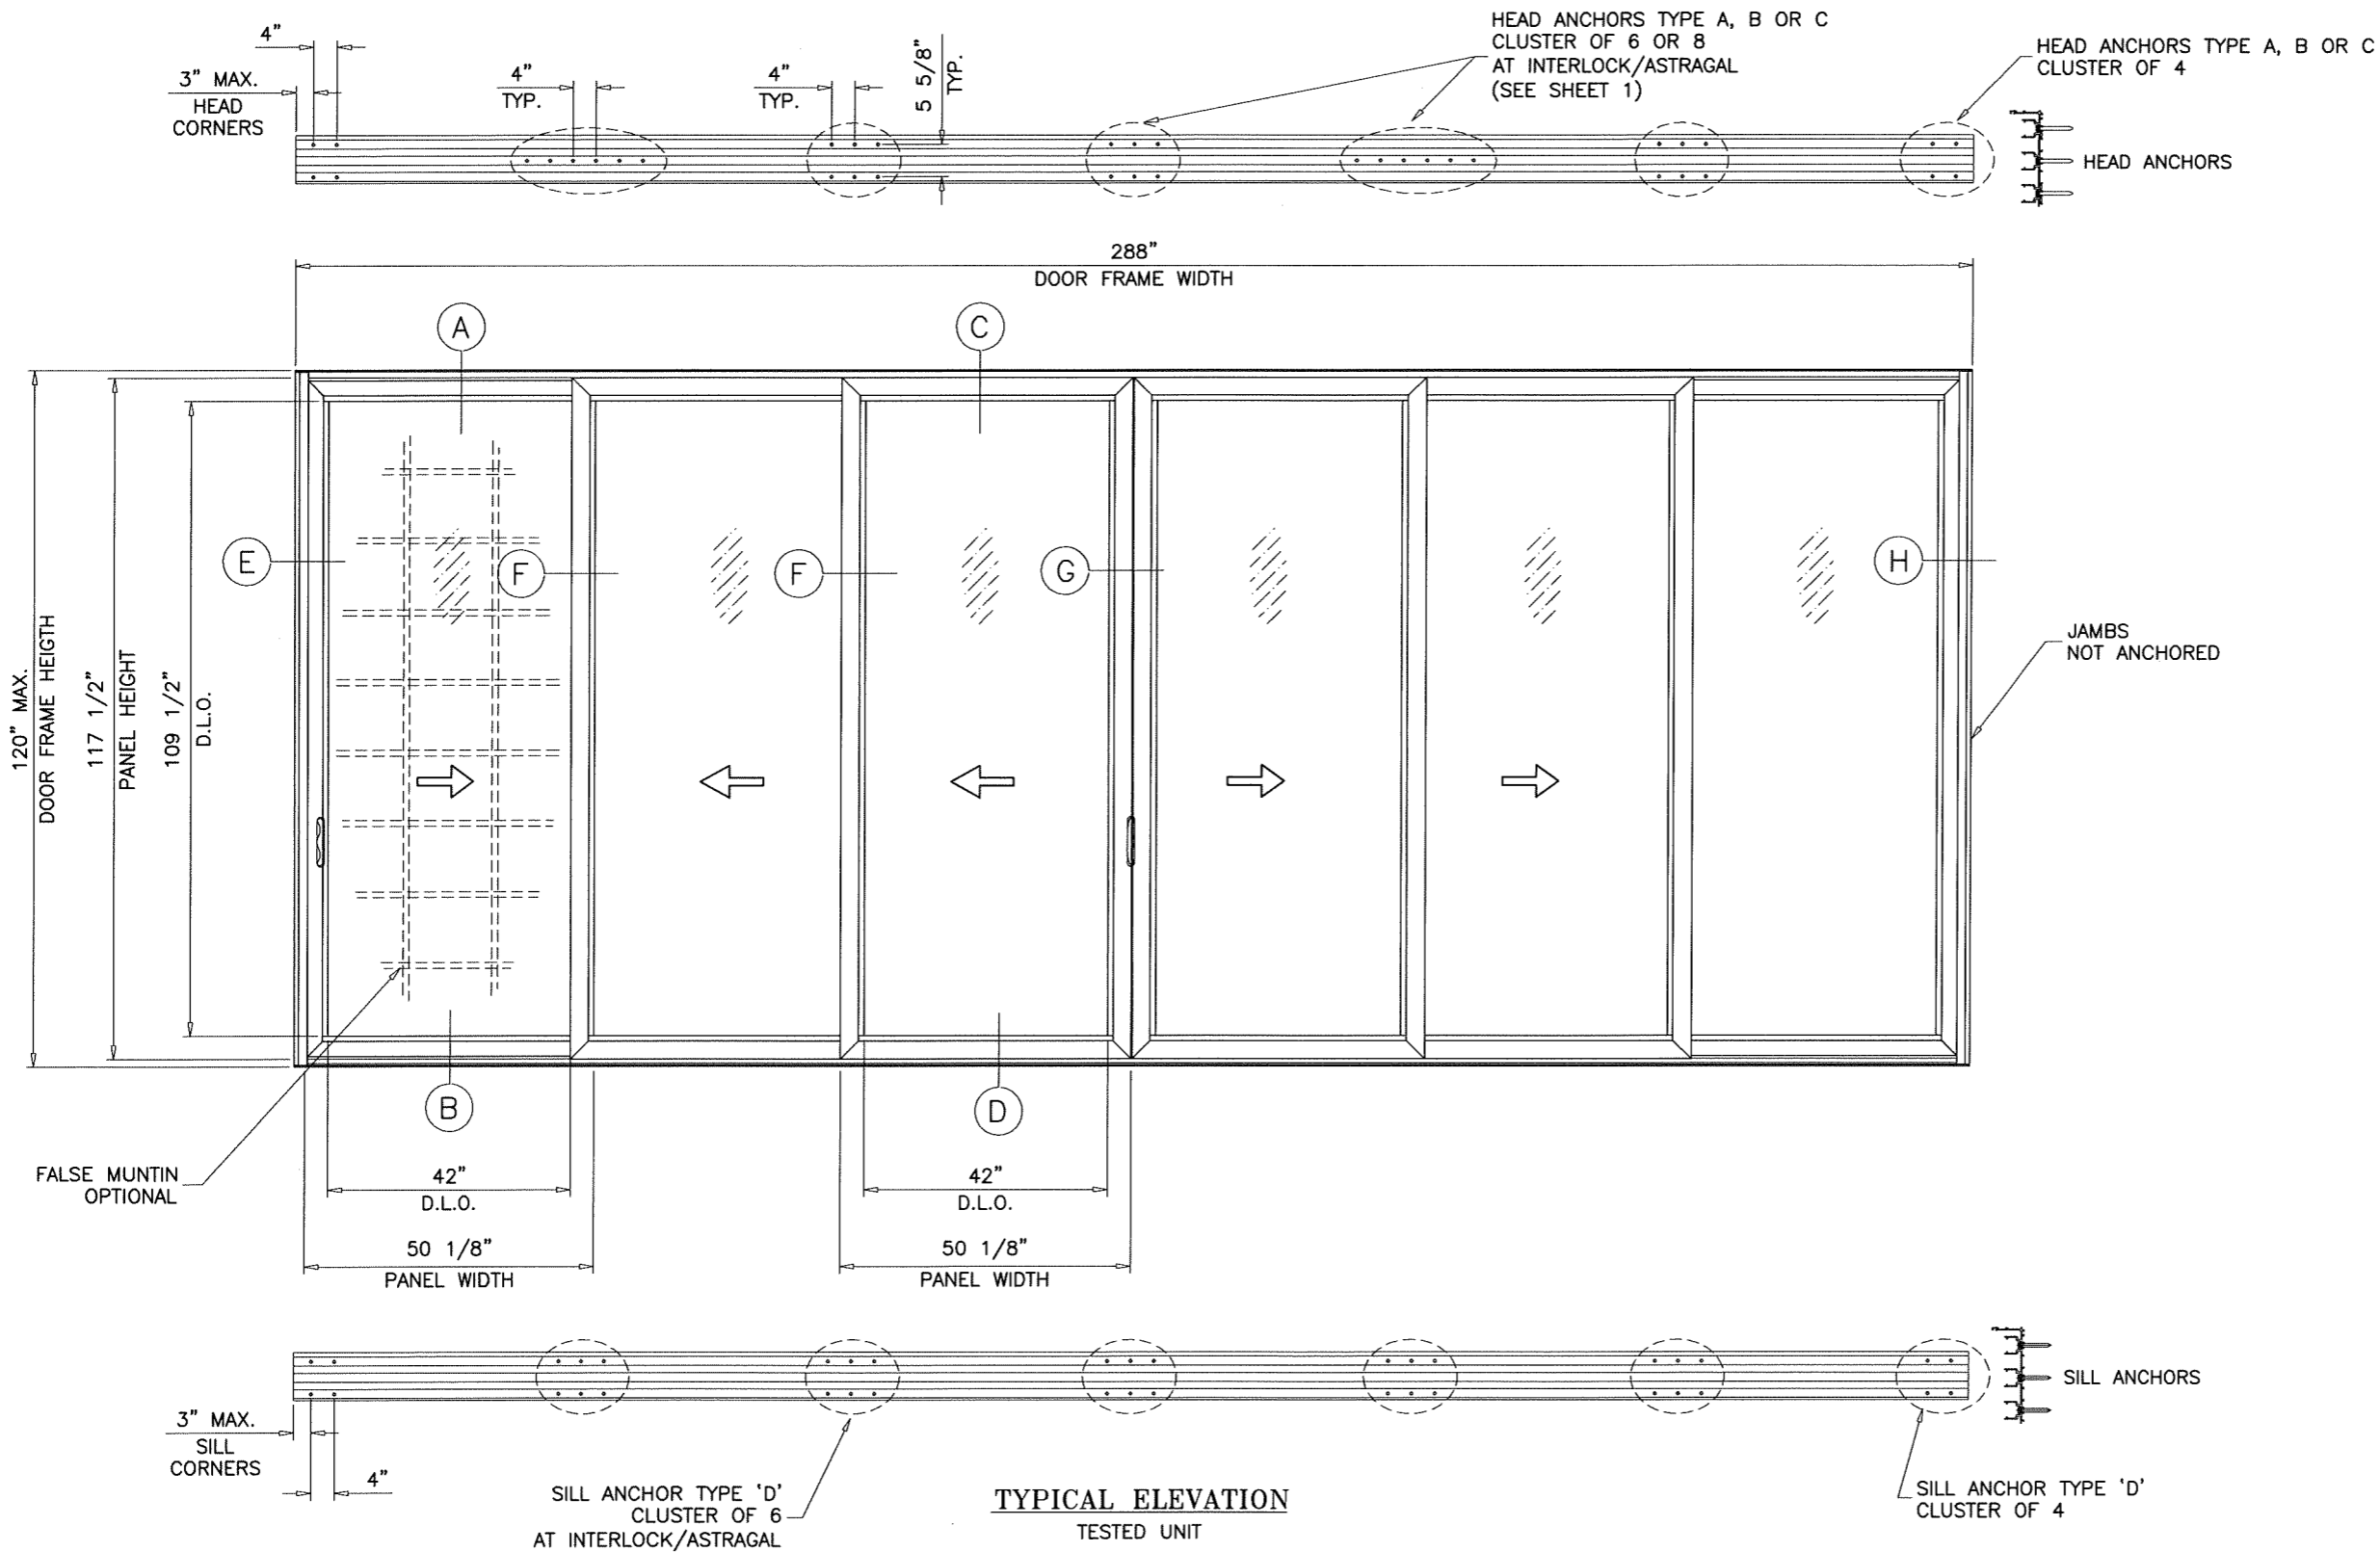 4"
3" MAX.
HEAD
CORNERS
4"
TYP.
4"
TYP.
5 5/8"
TYP.
HEAD ANCHORS TYPE A, B OR C
CLUSTER OF 6 OR 8
AT INTERLOCK/ASTRAGAL
(SEE SHEET 1)
HEAD ANCHORS TYPE A, B OR C
CLUSTER OF 4
HEAD ANCHORS
288"
DOOR FRAME WIDTH
A
C
E
F
F
G
H
120" MAX.
DOOR FRAME HEIGTH
117 1/2"
PANEL HEIGHT
109 1/2"
D.L.O.
JAMBS
NOT ANCHORED
B
D
FALSE MUNTIN
OPTIONAL
42"
D.L.O.
42"
D.L.O.
50 1/8"
PANEL WIDTH
50 1/8"
PANEL WIDTH
SILL ANCHORS
3" MAX.
SILL
CORNERS
4"
SILL ANCHOR TYPE 'D'
CLUSTER OF 6
AT INTERLOCK/ASTRAGAL
TYPICAL ELEVATION
TESTED UNIT
SILL ANCHOR TYPE 'D'
CLUSTER OF 4